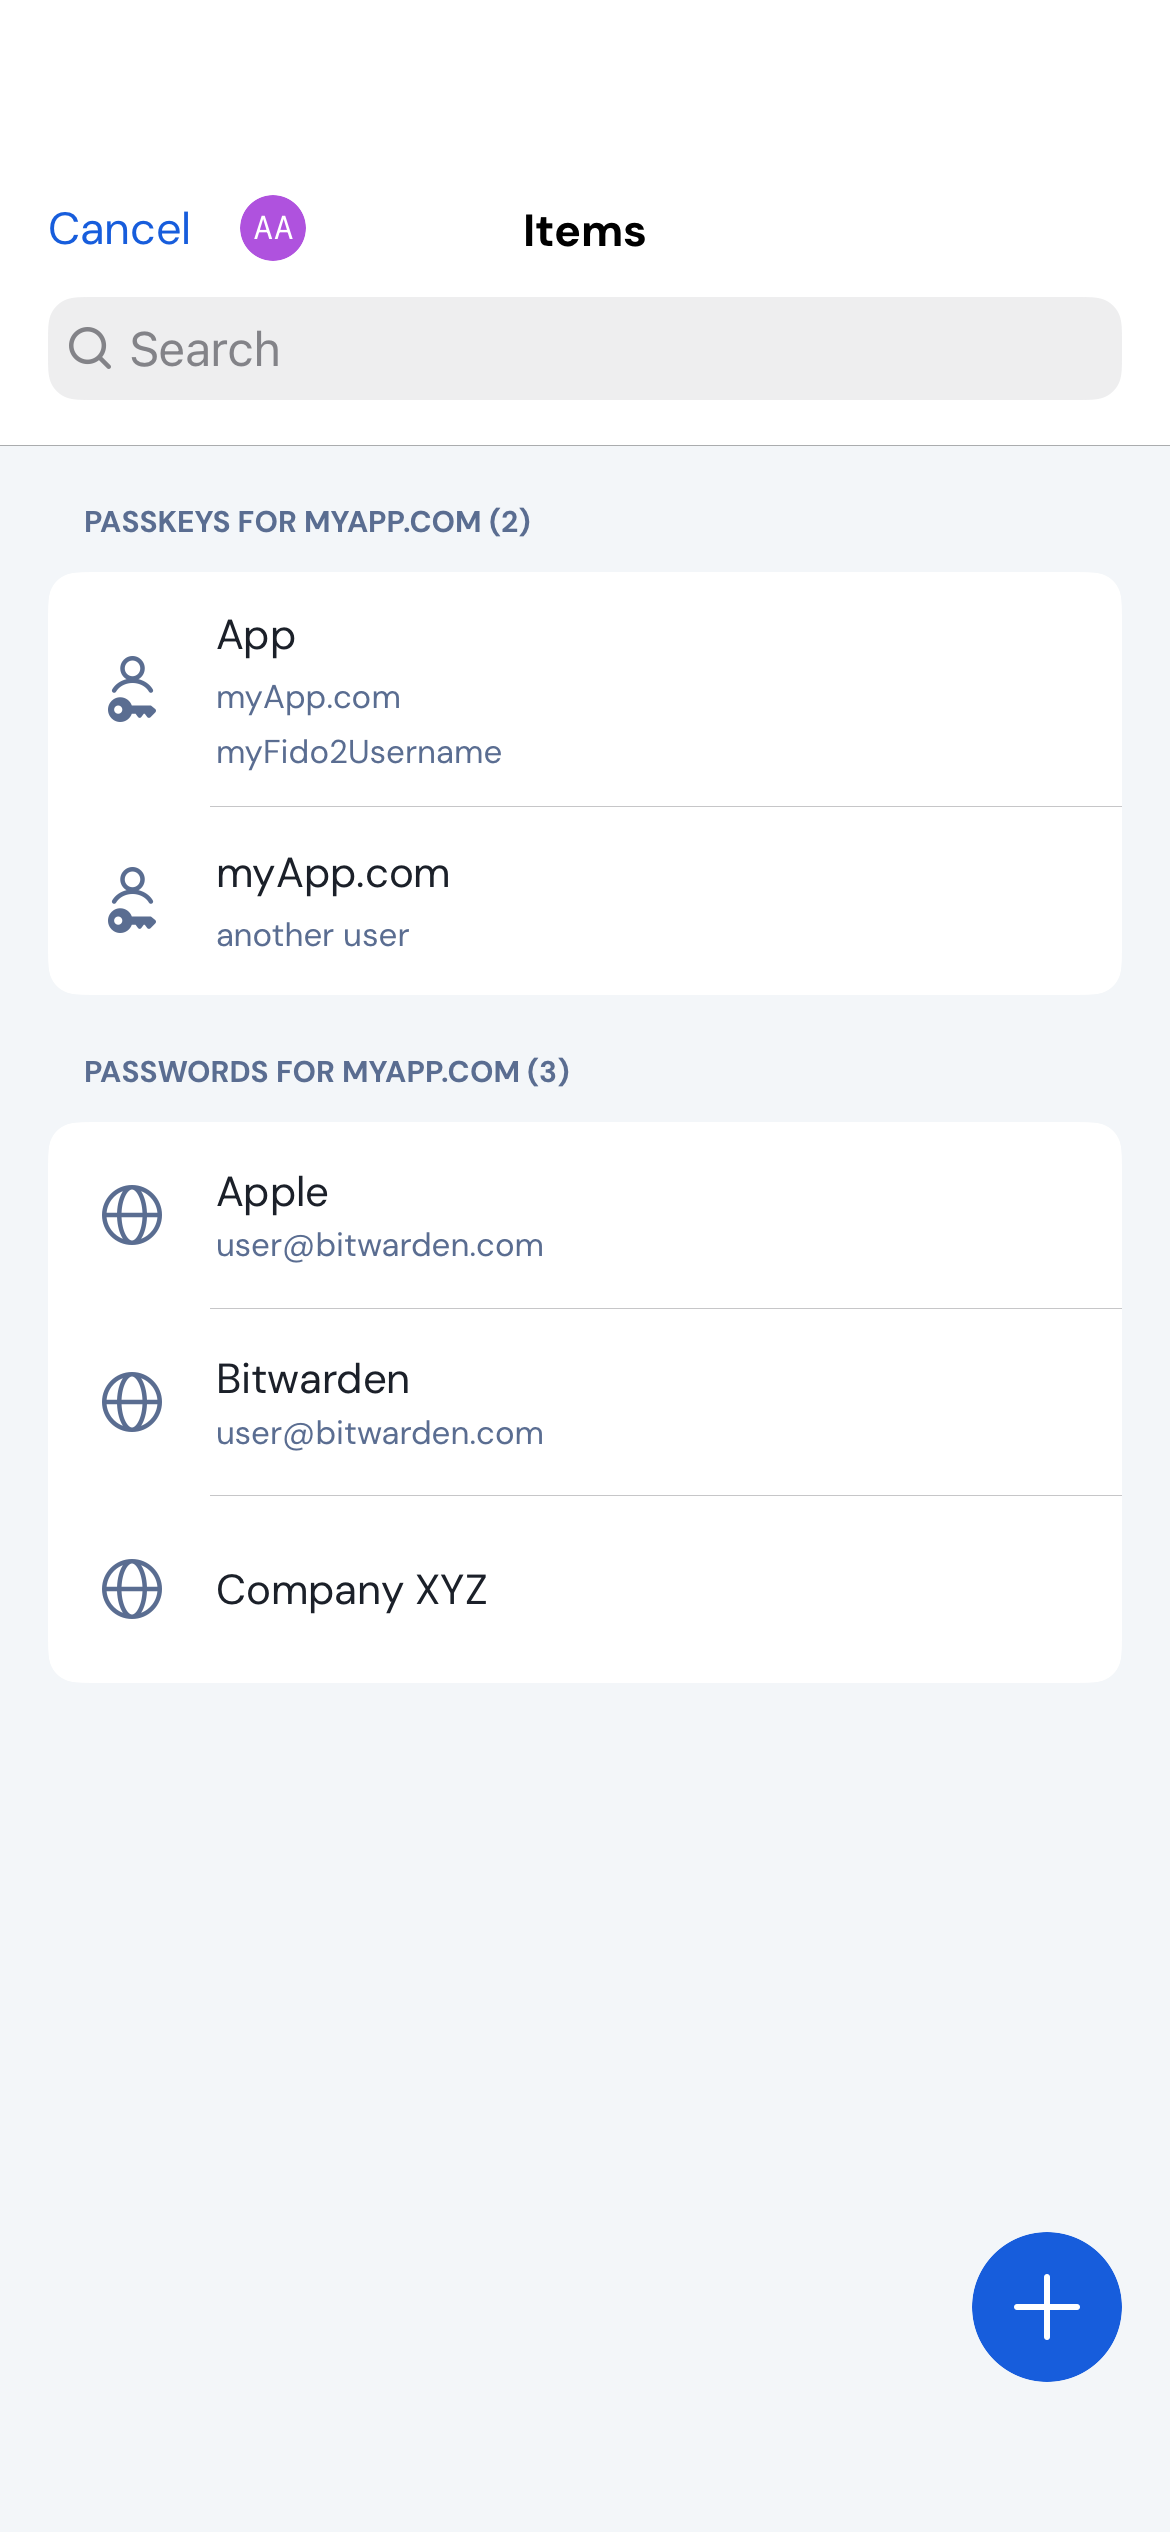 Cancel
AA
Items
Search
PASSKEYS FOR MYAPP.COM (2)
App
myApp.com
myFido2Username
myApp.com
another user
PASSWORDS FOR MYAPP.COM (3)
Apple
user@bitwarden.com
Bitwarden
user@bitwarden.com
Company XYZ